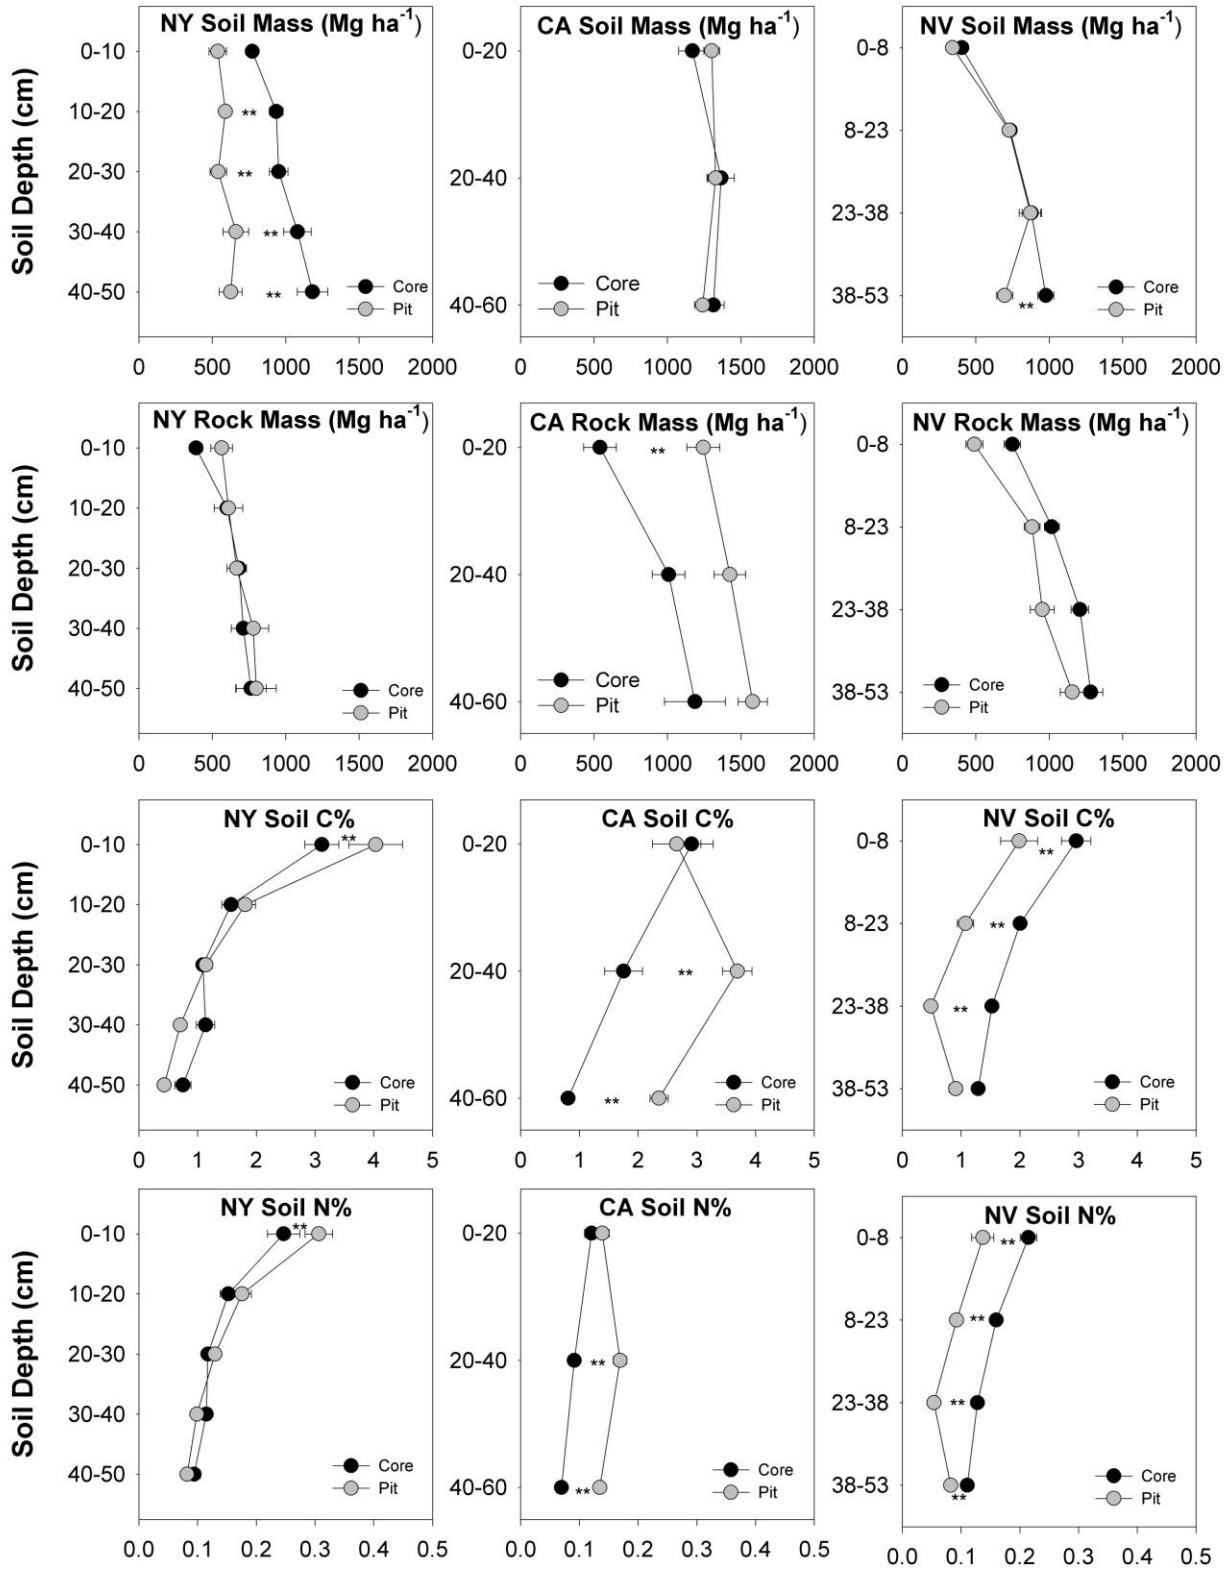 NY Soil Mass (Mg ha⁻¹)
Soil Depth (cm)
0-10
10-20
**
20-30
**
30-40
**
40-50
**
Core
Pit
0 500 1000 1500 2000
CA Soil Mass (Mg ha⁻¹)
0-20
20-40
40-60
Core
Pit
0 500 1000 1500 2000
NV Soil Mass (Mg ha⁻¹)
0-8
8-23
23-38
38-53
**
Core
Pit
0 500 1000 1500 2000
NY Rock Mass (Mg ha⁻¹)
Soil Depth (cm)
0-10
10-20
20-30
30-40
40-50
Core
Pit
0 500 1000 1500 2000
CA Rock Mass (Mg ha⁻¹)
0-20
**
20-40
40-60
Core
Pit
0 500 1000 1500 2000
NV Rock Mass (Mg ha⁻¹)
0-8
8-23
23-38
38-53
Core
Pit
0 500 1000 1500 2000
NY Soil C%
Soil Depth (cm)
0-10
**
10-20
20-30
30-40
40-50
Core
Pit
0 1 2 3 4 5
CA Soil C%
0-20
20-40
**
40-60
**
Core
Pit
0 1 2 3 4 5
NV Soil C%
0-8
**
8-23
**
23-38
**
38-53
Core
Pit
0 1 2 3 4 5
NY Soil N%
Soil Depth (cm)
0-10
**
10-20
20-30
30-40
40-50
Core
Pit
0.0 0.1 0.2 0.3 0.4 0.5
CA Soil N%
0-20
20-40
**
40-60
**
Core
Pit
0.0 0.1 0.2 0.3 0.4 0.5
NV Soil N%
0-8
**
8-23
**
23-38
**
38-53
**
Core
Pit
0.0 0.1 0.2 0.3 0.4 0.5